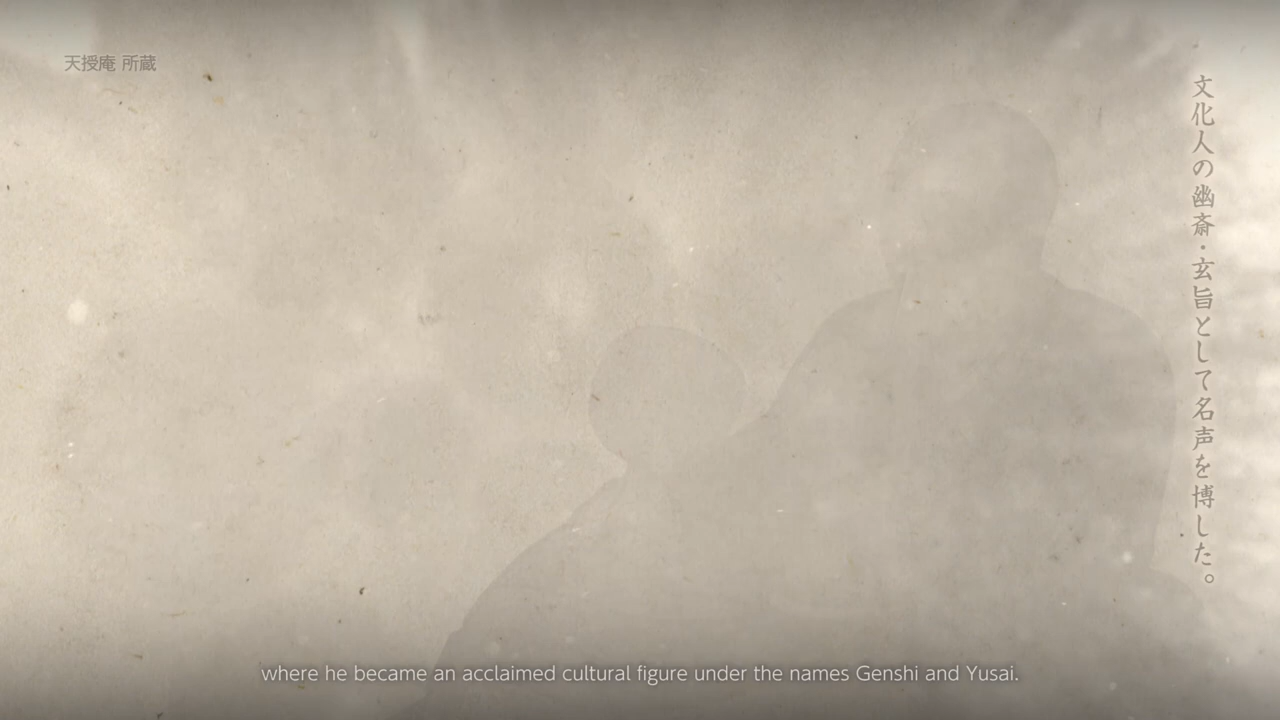 天授庵 所蔵
文化人の幽斎・玄旨として名声を博した。
where he became an acclaimed cultural figure under the names Genshi and Yusai.